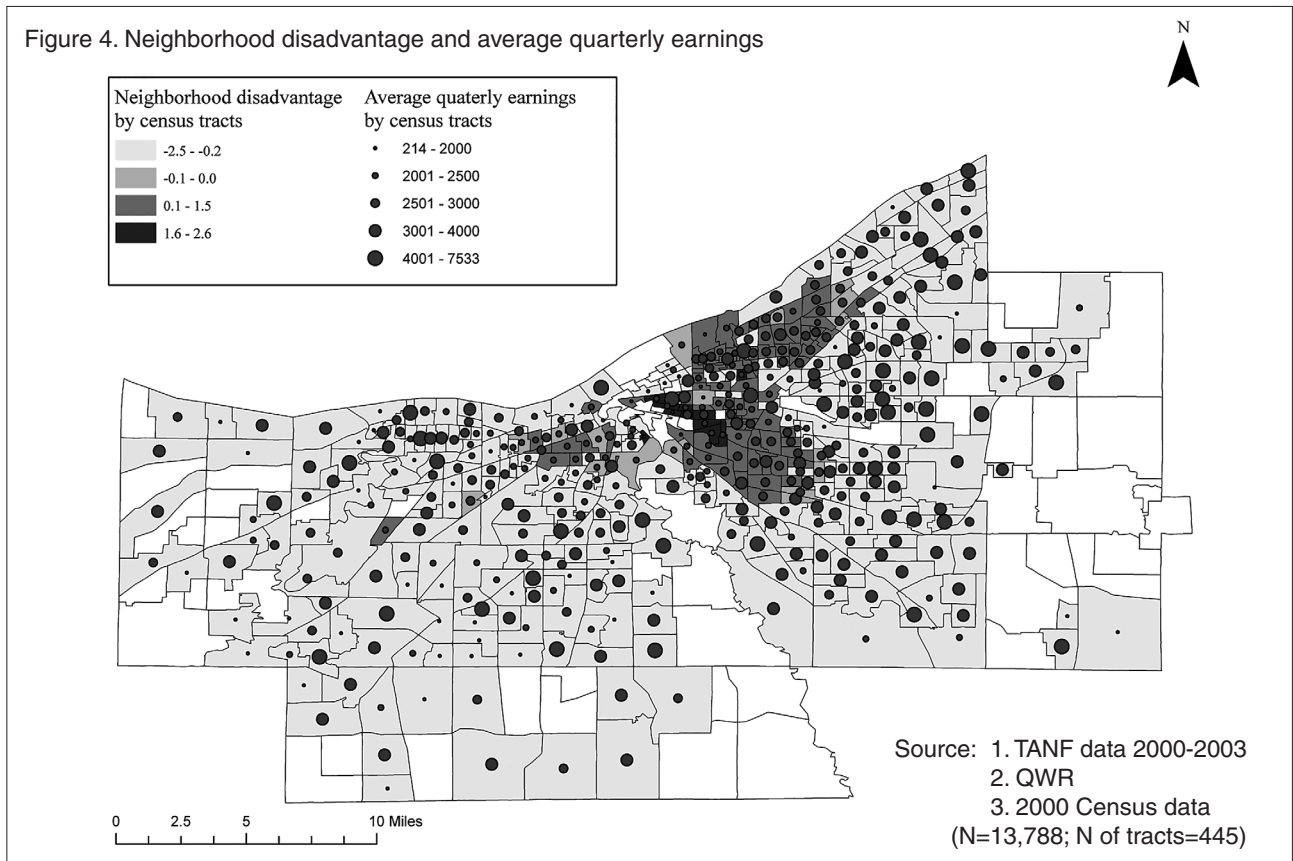 Figure 4. Neighborhood disadvantage and average quarterly earnings
N
Neighborhood disadvantage
by census tracts
-2.5 - -0.2
-0.1 - 0.0
0.1 - 1.5
1.6 - 2.6
Average quaterly earnings
by census tracts
214 - 2000
2001 - 2500
2501 - 3000
3001 - 4000
4001 - 7533
Source: 1. TANF data 2000-2003
2. QWR
3. 2000 Census data
(N=13,788; N of tracts=445)
0 2.5 5 10 Miles